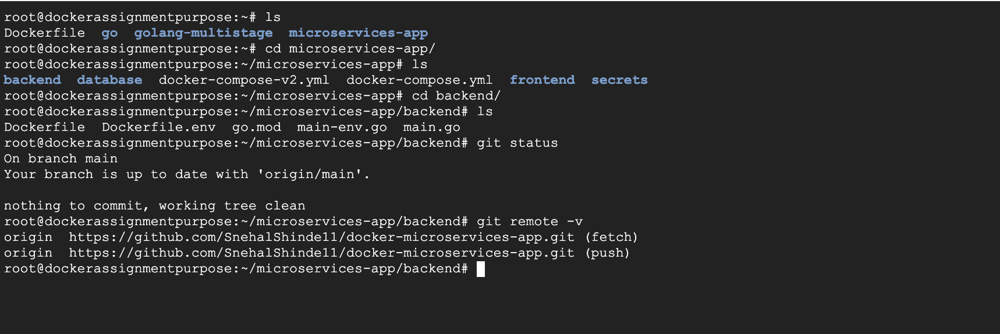 root@dockerassignmentpurpose:~# ls
Dockerfile  go  golang-multistage  microservices-app
root@dockerassignmentpurpose:~# cd microservices-app/
root@dockerassignmentpurpose:~/microservices-app# ls
backend  database  docker-compose-v2.yml  docker-compose.yml  frontend  secrets
root@dockerassignmentpurpose:~/microservices-app# cd backend/
root@dockerassignmentpurpose:~/microservices-app/backend# ls
Dockerfile  Dockerfile.env  go.mod  main-env.go  main.go
root@dockerassignmentpurpose:~/microservices-app/backend# git status
On branch main
Your branch is up to date with 'origin/main'.

nothing to commit, working tree clean
root@dockerassignmentpurpose:~/microservices-app/backend# git remote -v
origin  https://github.com/SnehalShinde11/docker-microservices-app.git (fetch)
origin  https://github.com/SnehalShinde11/docker-microservices-app.git (push)
root@dockerassignmentpurpose:~/microservices-app/backend#